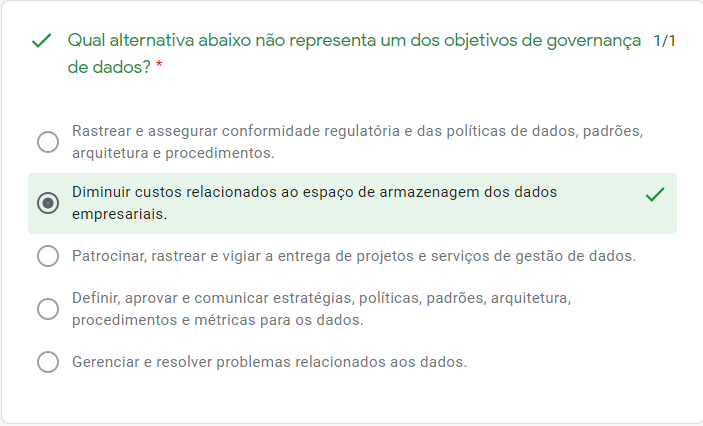 Qual alternativa abaixo não representa um dos objetivos de governança 1/1
de dados? *
Rastrear e assegurar conformidade regulatória e das políticas de dados, padrões,
arquitetura e procedimentos.
Diminuir custos relacionados ao espaço de armazenagem dos dados
empresariais.
Patrocinar, rastrear e vigiar a entrega de projetos e serviços de gestão de dados.
Definir, aprovar e comunicar estratégias, políticas, padrões, arquitetura,
procedimentos e métricas para os dados.
Gerenciar e resolver problemas relacionados aos dados.